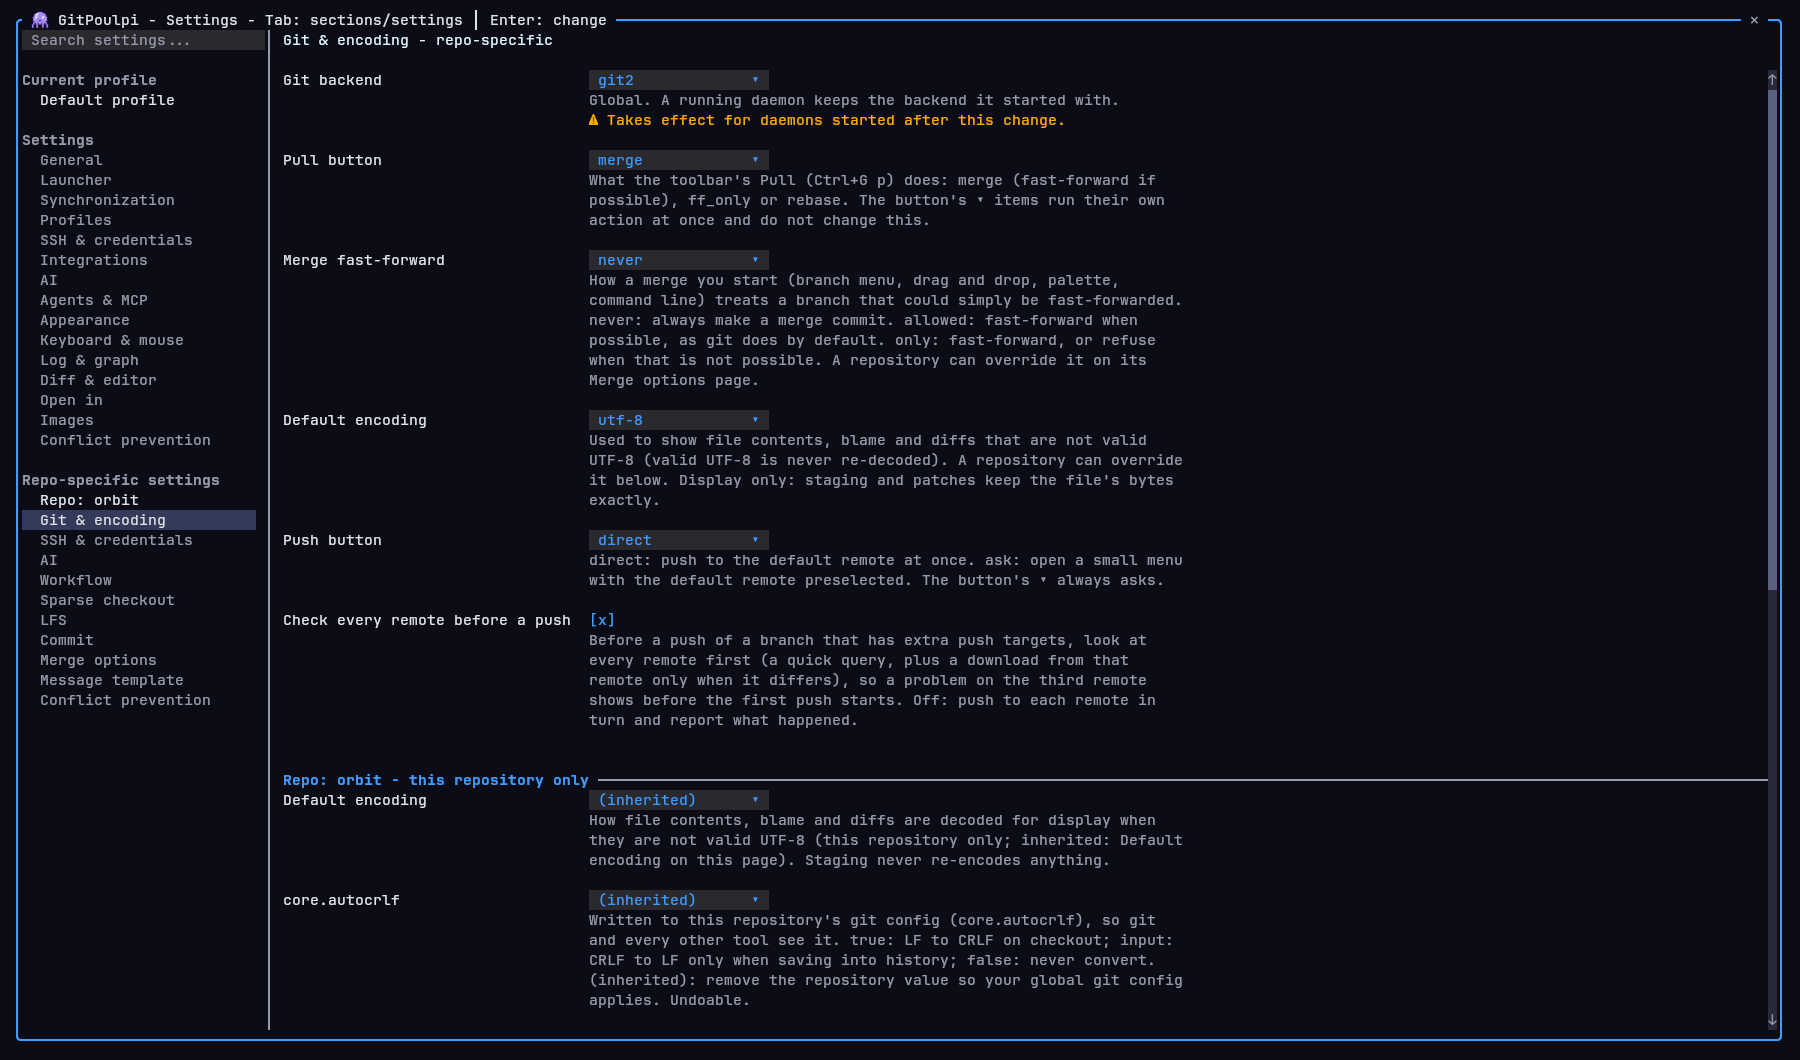 GitPoulpi - Settings - Tab: sections/settings │ Enter: change ×
Search settings...
Current profile
Default profile
Settings
General
Launcher
Synchronization
Profiles
SSH & credentials
Integrations
AI
Agents & MCP
Appearance
Keyboard & mouse
Log & graph
Diff & editor
Open in
Images
Conflict prevention
Repo-specific settings
Repo: orbit
Git & encoding
SSH & credentials
AI
Workflow
Sparse checkout
LFS
Commit
Merge options
Message template
Conflict prevention
Git & encoding - repo-specific
Git backend git2 ▾
Global. A running daemon keeps the backend it started with.
⚠ Takes effect for daemons started after this change.
Pull button merge ▾
What the toolbar's Pull (Ctrl+G p) does: merge (fast-forward if
possible), ff_only or rebase. The button's ▾ items run their own
action at once and do not change this.
Merge fast-forward never ▾
How a merge you start (branch menu, drag and drop, palette,
command line) treats a branch that could simply be fast-forwarded.
never: always make a merge commit. allowed: fast-forward when
possible, as git does by default. only: fast-forward, or refuse
when that is not possible. A repository can override it on its
Merge options page.
Default encoding utf-8 ▾
Used to show file contents, blame and diffs that are not valid
UTF-8 (valid UTF-8 is never re-decoded). A repository can override
it below. Display only: staging and patches keep the file's bytes
exactly.
Push button direct ▾
direct: push to the default remote at once. ask: open a small menu
with the default remote preselected. The button's ▾ always asks.
Check every remote before a push [x]
Before a push of a branch that has extra push targets, look at
every remote first (a quick query, plus a download from that
remote only when it differs), so a problem on the third remote
shows before the first push starts. Off: push to each remote in
turn and report what happened.
Repo: orbit - this repository only
Default encoding (inherited) ▾
How file contents, blame and diffs are decoded for display when
they are not valid UTF-8 (this repository only; inherited: Default
encoding on this page). Staging never re-encodes anything.
core.autocrlf (inherited) ▾
Written to this repository's git config (core.autocrlf), so git
and every other tool see it. true: LF to CRLF on checkout; input:
CRLF to LF only when saving into history; false: never convert.
(inherited): remove the repository value so your global git config
applies. Undoable.